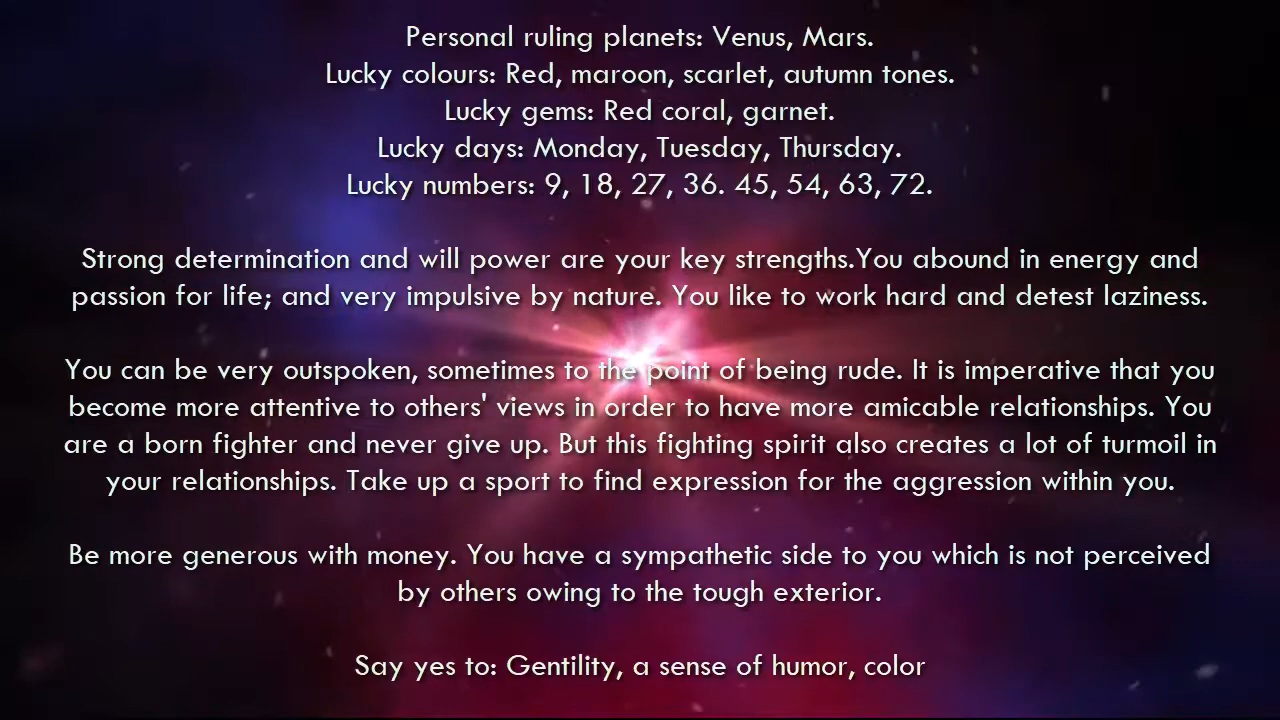 Personal ruling planets: Venus, Mars.
Lucky colours: Red, maroon, scarlet, autumn tones.
Lucky gems: Red coral, garnet.
Lucky days: Monday, Tuesday, Thursday.
Lucky numbers: 9, 18, 27, 36. 45, 54, 63, 72.
Strong determination and will power are your key strengths.You abound in energy and
passion for life; and very impulsive by nature. You like to work hard and detest laziness.
You can be very outspoken, sometimes to the point of being rude. It is imperative that you
become more attentive to others' views in order to have more amicable relationships. You
are a born fighter and never give up. But this fighting spirit also creates a lot of turmoil in
your relationships. Take up a sport to find expression for the aggression within you.
Be more generous with money. You have a sympathetic side to you which is not perceived
by others owing to the tough exterior.
Say yes to: Gentility, a sense of humor, color